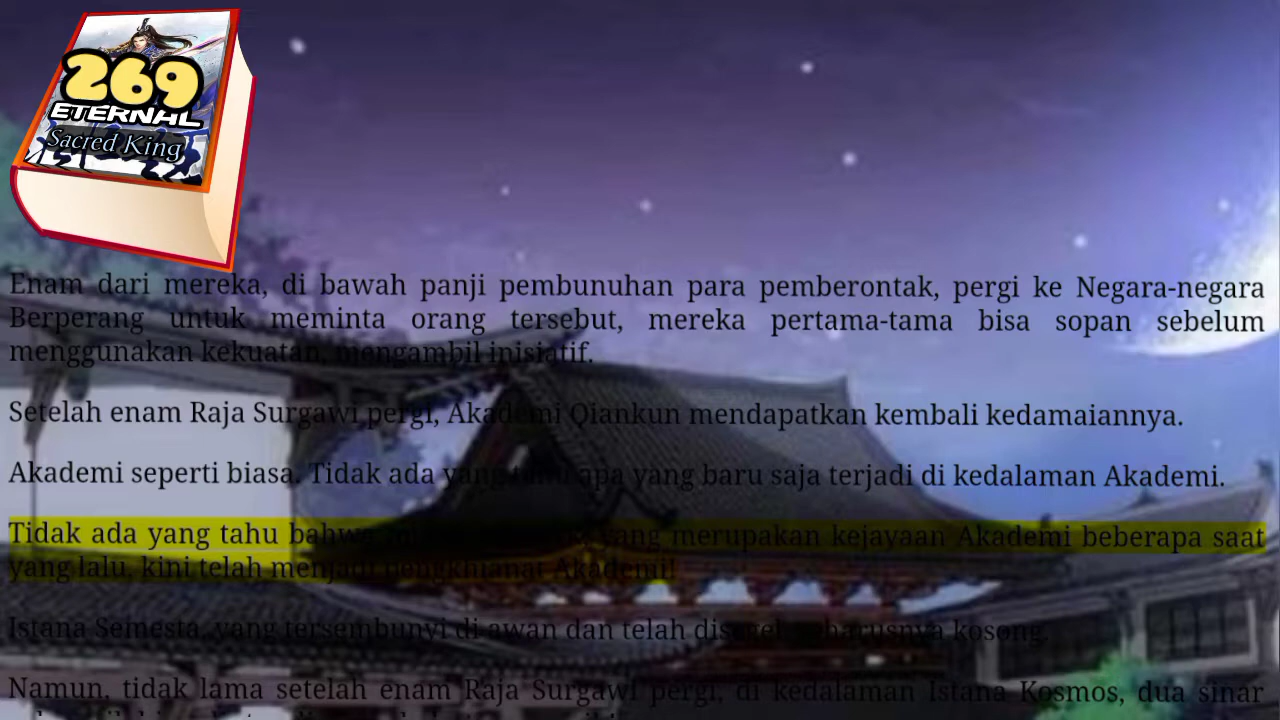 269
ETERNAL
Sacred King
Enam dari mereka, di bawah panji pembunuhan para pemberontak, pergi ke Negara-negara
Berperang untuk meminta orang tersebut, mereka pertama-tama bisa sopan sebelum
menggunakan kekuatan, mengambil inisiatif.
Setelah enam Raja Surgawi pergi, Akademi Qiankun mendapatkan kembali kedamaiannya.
Akademi seperti biasa. Tidak ada yang tahu apa yang baru saja terjadi di kedalaman Akademi.
Tidak ada yang tahu bahwa yang merupakan kejayaan Akademi beberapa saat
yang lalu, kini telah menjadi pengkhianat Akademi!
Istana Semesta, yang tersembunyi di awan dan telah disegel, seharusnya kosong.
Namun, tidak lama setelah enam Raja Surgawi pergi, di kedalaman Istana Kosmos, dua sinar